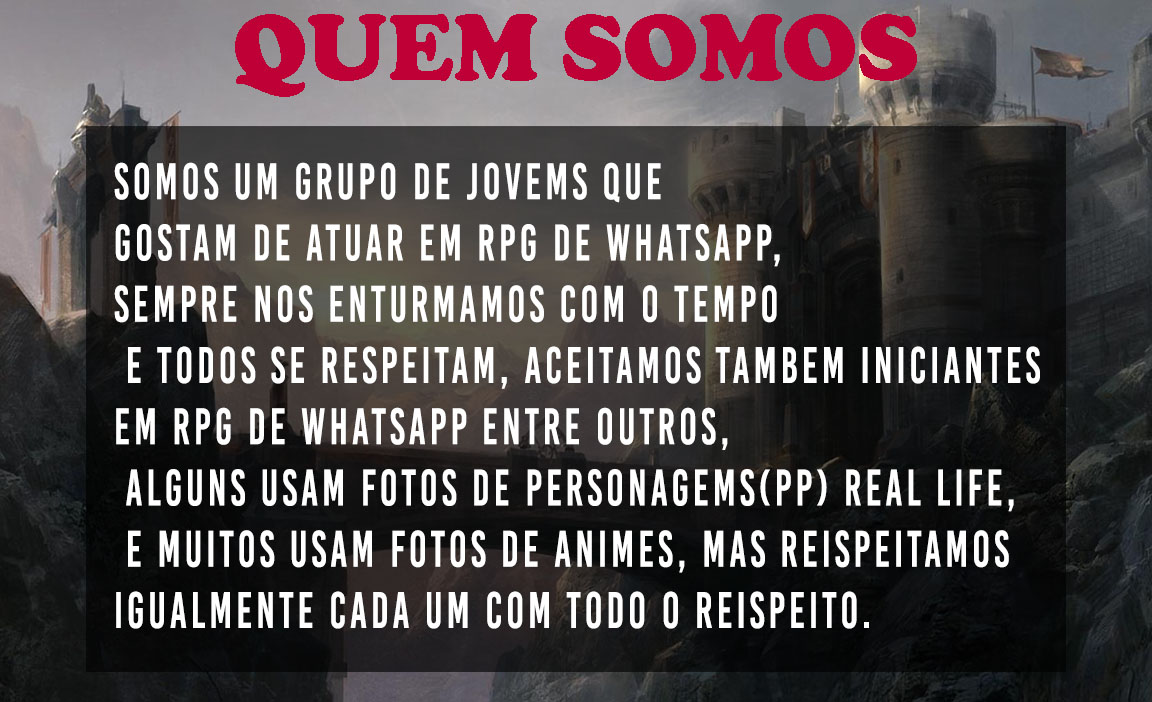 QUEM SOMOS
SOMOS UM GRUPO DE JOVEMS QUE
GOSTAM DE ATUAR EM RPG DE WHATSAPP,
SEMPRE NOS ENTURMAMOS COM O TEMPO
E TODOS SE RESPEITAM, ACEITAMOS TAMBEM INICIANTES
EM RPG DE WHATSAPP ENTRE OUTROS,
ALGUNS USAM FOTOS DE PERSONAGEMS(PP) REAL LIFE,
E MUITOS USAM FOTOS DE ANIMES, MAS REISPEITAMOS
IGUALMENTE CADA UM COM TODO O REISPEITO.